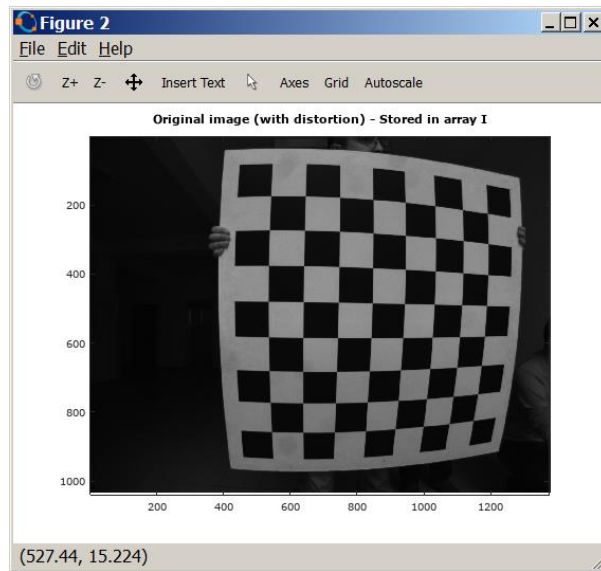 Figure 2
File Edit Help
Z+ Z- Insert Text Axes Grid Autoscale
Original image (with distortion) - Stored in array I
200
400
600
800
1000
200 400 600 800 1000 1200
(527.44, 15.224)